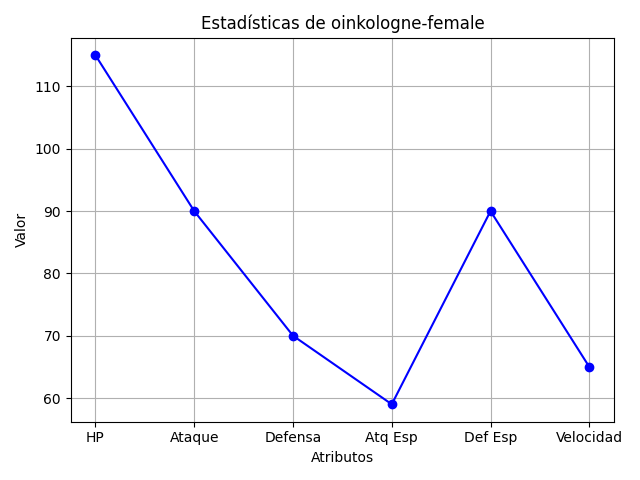 Estadísticas de oinkologne-female
Valor
110
100
90
80
70
60
HP Ataque Defensa Atq Esp Def Esp Velocidad
Atributos